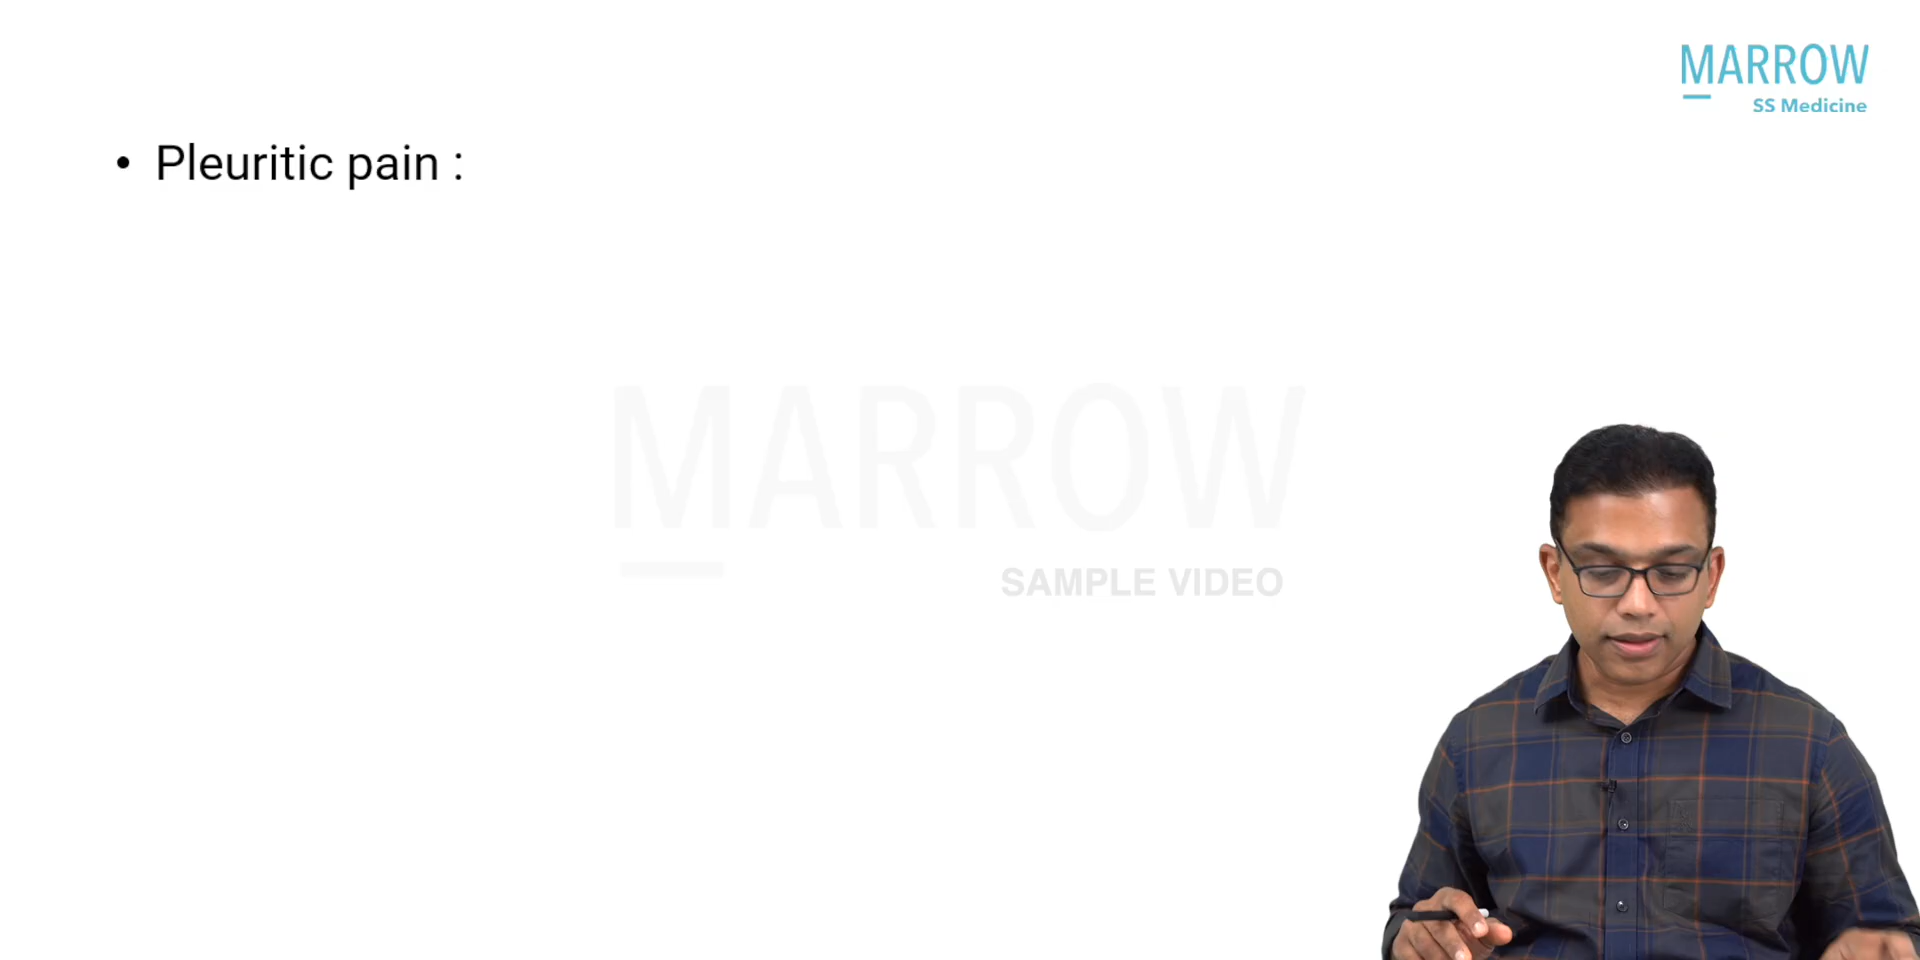 MARROW
SS Medicine
• Pleuritic pain :
MARROW
SAMPLE VIDEO